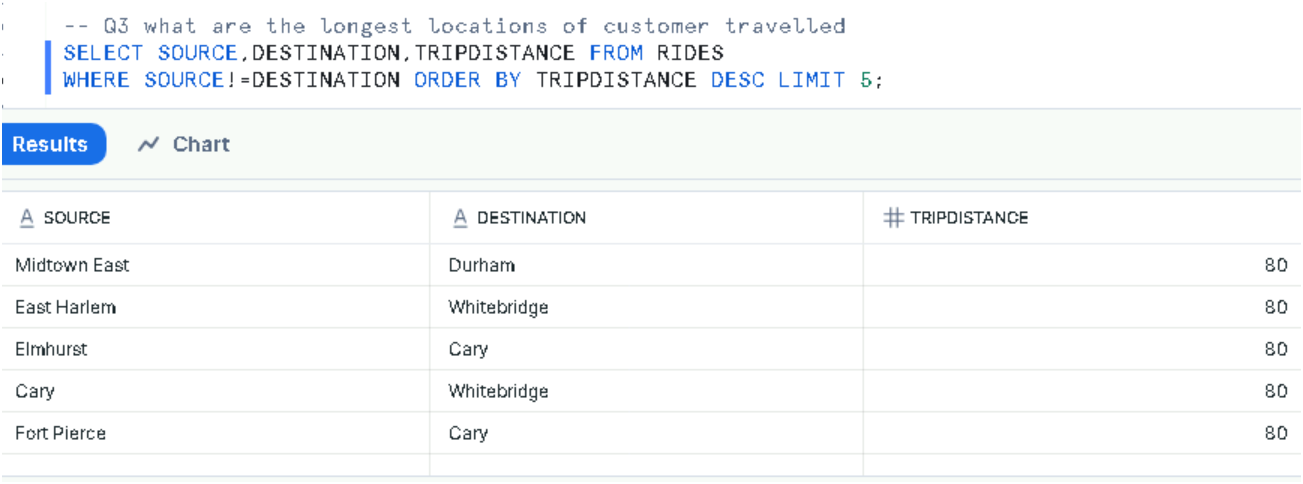 -- Q3 what are the longest locations of customer travelled
SELECT SOURCE,DESTINATION,TRIPDISTANCE FROM RIDES
WHERE SOURCE!=DESTINATION ORDER BY TRIPDISTANCE DESC LIMIT 5;
Results Chart
A SOURCE A DESTINATION # TRIPDISTANCE
Midtown East Durham 80
East Harlem Whitebridge 80
Elmhurst Cary 80
Cary Whitebridge 80
Fort Pierce Cary 80